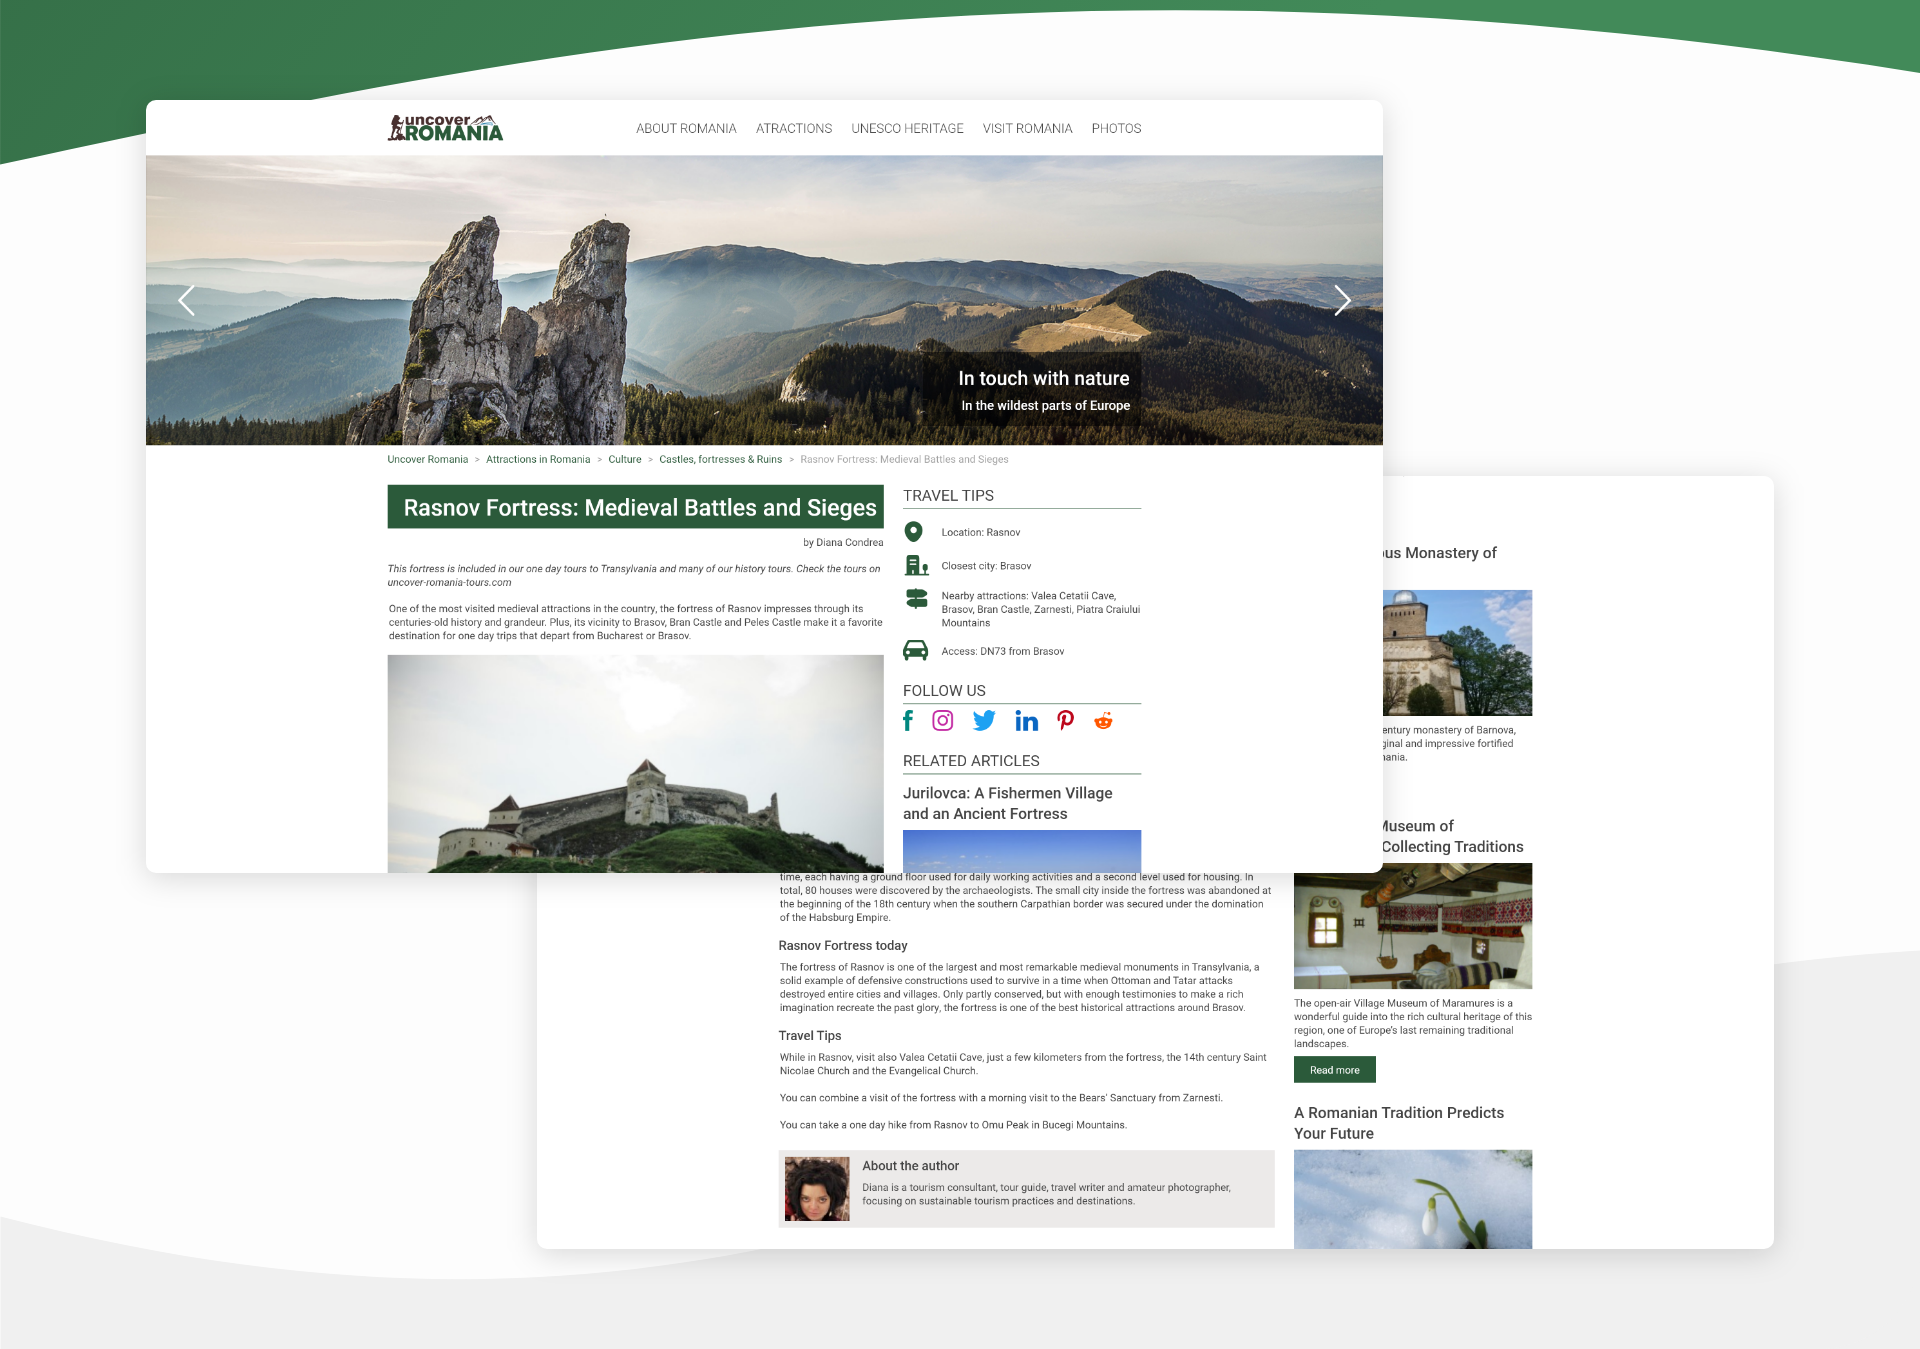 uncover
ROMANIA
ABOUT ROMANIA
ATRACTIONS
UNESCO HERITAGE
VISIT ROMANIA
PHOTOS
In touch with nature
In the wildest parts of Europe
Uncover Romania > Attractions in Romania > Culture > Castles, fortresses & Ruins > Rasnov Fortress: Medieval Battles and Sieges
Rasnov Fortress: Medieval Battles and Sieges
by Diana Condrea
This fortress is included in our one day tours to Transylvania and many of our history tours. Check the tours on
uncover-romania-tours.com
One of the most visited medieval attractions in the country, the fortress of Rasnov impresses through its
centuries-old history and grandeur. Plus, its vicinity to Brasov, Bran Castle and Peles Castle make it a favorite
destination for one day trips that depart from Bucharest or Brasov.
TRAVEL TIPS
Location: Rasnov
Closest city: Brasov
Nearby attractions: Valea Cetatii Cave,
Brasov, Bran Castle, Zarnesti, Piatra Craiului
Mountains
Access: DN73 from Brasov
FOLLOW US
RELATED ARTICLES
Jurilovca: A Fishermen Village
and an Ancient Fortress
time, each having a ground floor used for daily working activities and a second level used for housing. In
total, 80 houses were discovered by the archaeologists. The small city inside the fortress was abandoned at
the beginning of the 18th century when the southern Carpathian border was secured under the domination
of the Habsburg Empire.
Rasnov Fortress today
The fortress of Rasnov is one of the largest and most remarkable medieval monuments in Transylvania, a
solid example of defensive constructions used to survive in a time when Ottoman and Tatar attacks
destroyed entire cities and villages. Only partly conserved, but with enough testimonies to make a rich
imagination recreate the past glory, the fortress is one of the best historical attractions around Brasov.
Travel Tips
While in Rasnov, visit also Valea Cetatii Cave, just a few kilometers from the fortress, the 14th century Saint
Nicolae Church and the Evangelical Church.
You can combine a visit of the fortress with a morning visit to the Bears' Sanctuary from Zarnesti.
You can take a one day hike from Rasnov to Omu Peak in Bucegi Mountains.
About the author
Diana is a tourism consultant, tour guide, travel writer and amateur photographer,
focusing on sustainable tourism practices and destinations.
ous Monastery of
entury monastery of Barnova,
ginal and impressive fortified
nania.
Museum of
Collecting Traditions
The open-air Village Museum of Maramures is a
wonderful guide into the rich cultural heritage of this
region, one of Europe's last remaining traditional
landscapes.
Read more
A Romanian Tradition Predicts
Your Future